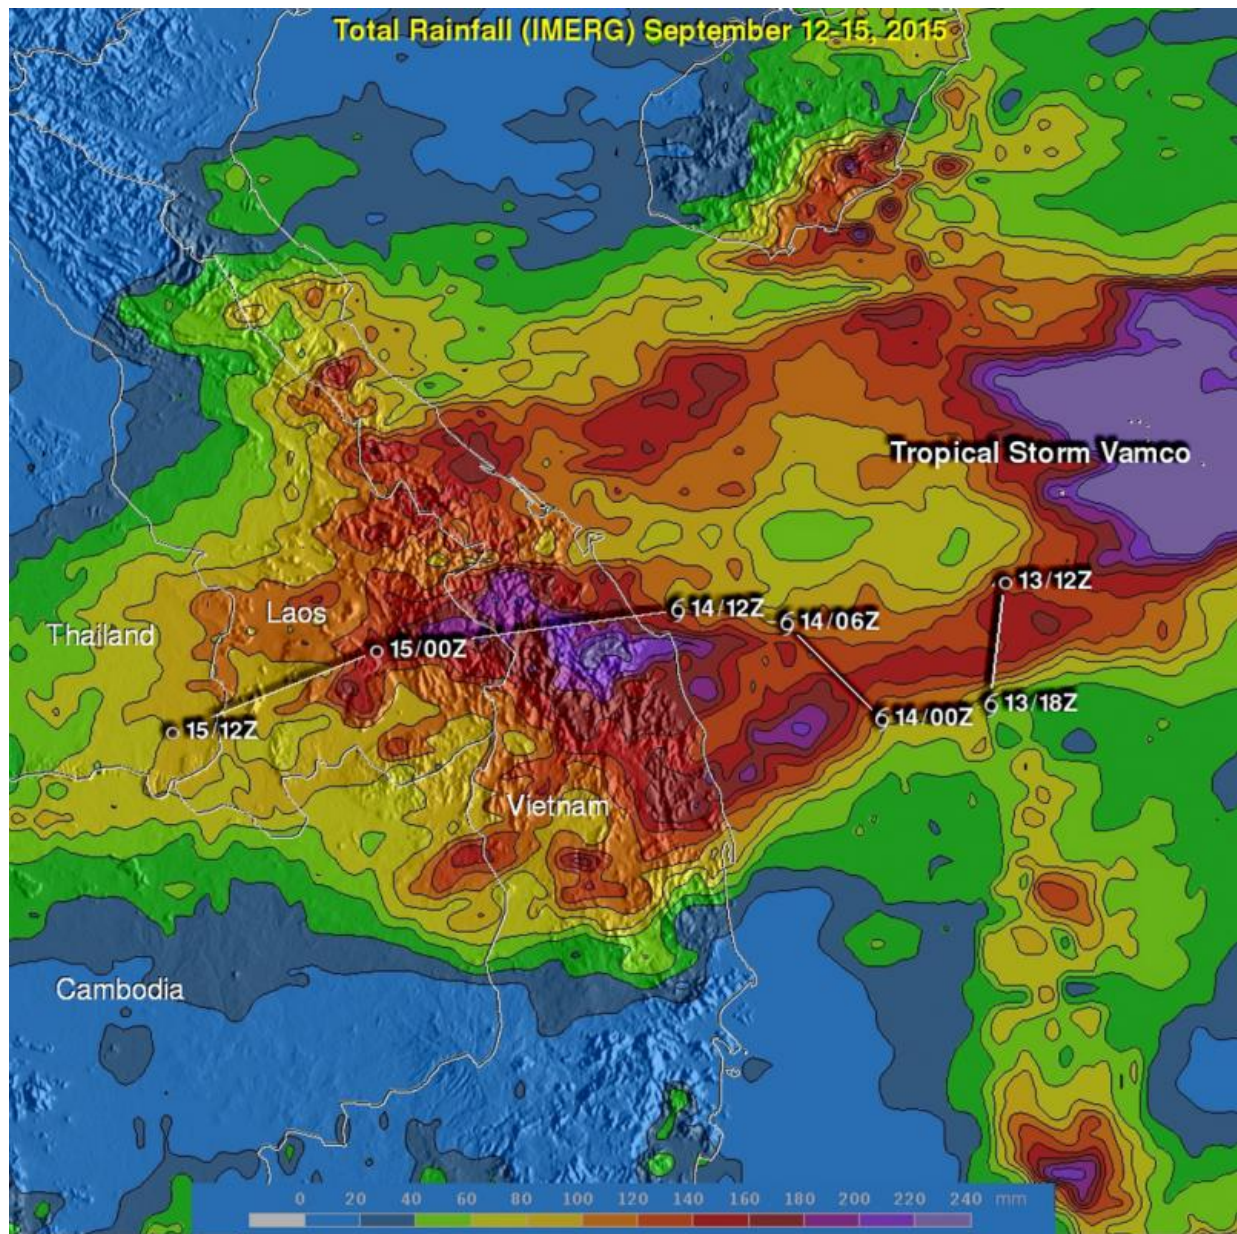 Total Rainfall (IMERG) September 12-15, 2015
Tropical Storm Vamco
13/12Z
14/12Z
14/06Z
Laos
Thailand
15/00Z
13/18Z
14/00Z
15/12Z
Vietnam
Cambodia
0 20 40 60 80 100 120 140 160 180 200 220 240 mm